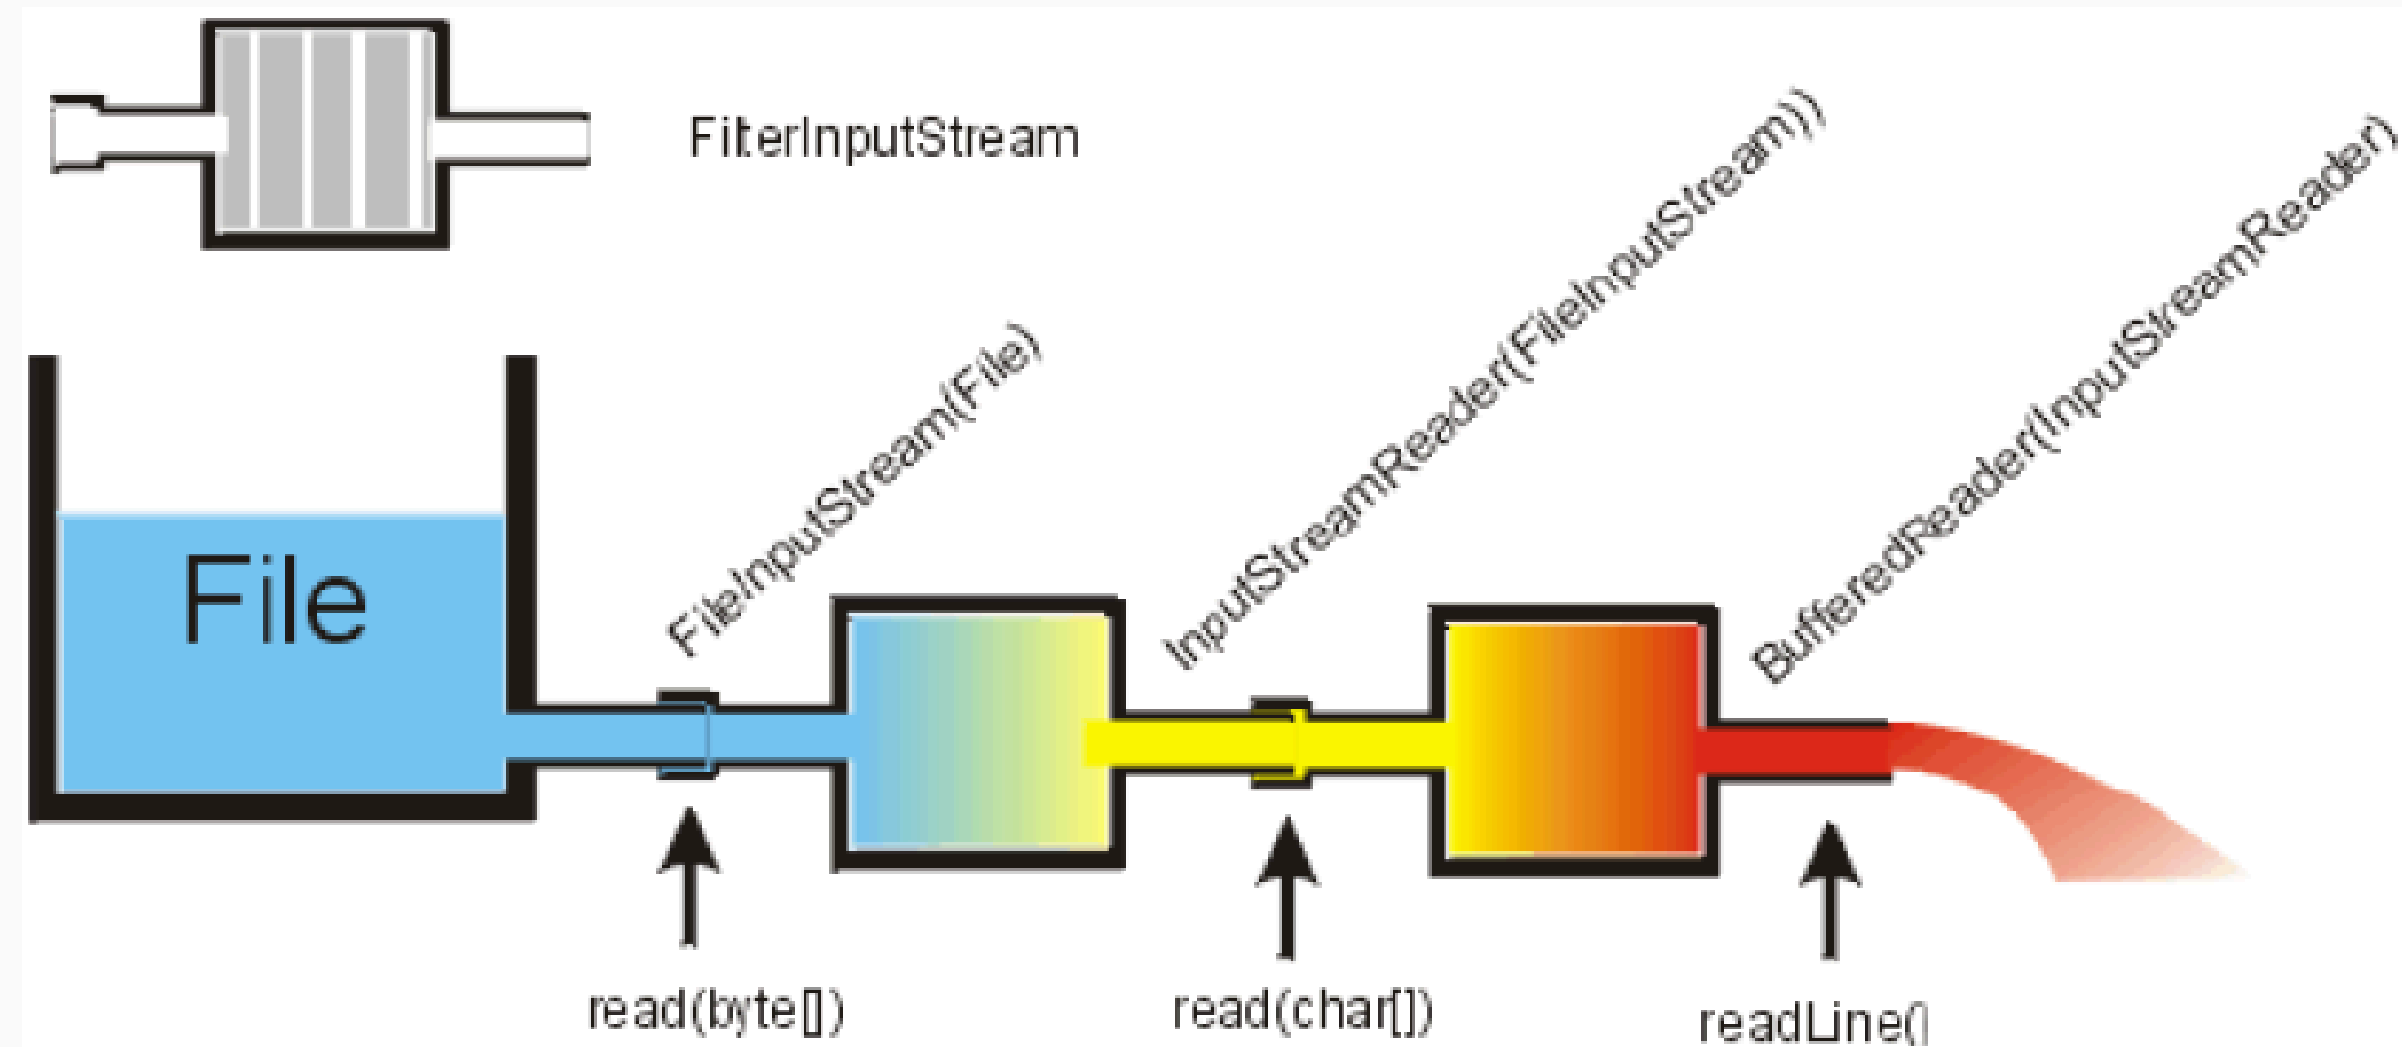 FilterInputStream
FileInputStream(File)
InputStreamReader(FileInputStream))
BufferedReader(InputStreamReader)
File
read(byte[])
read(char[])
readLine(